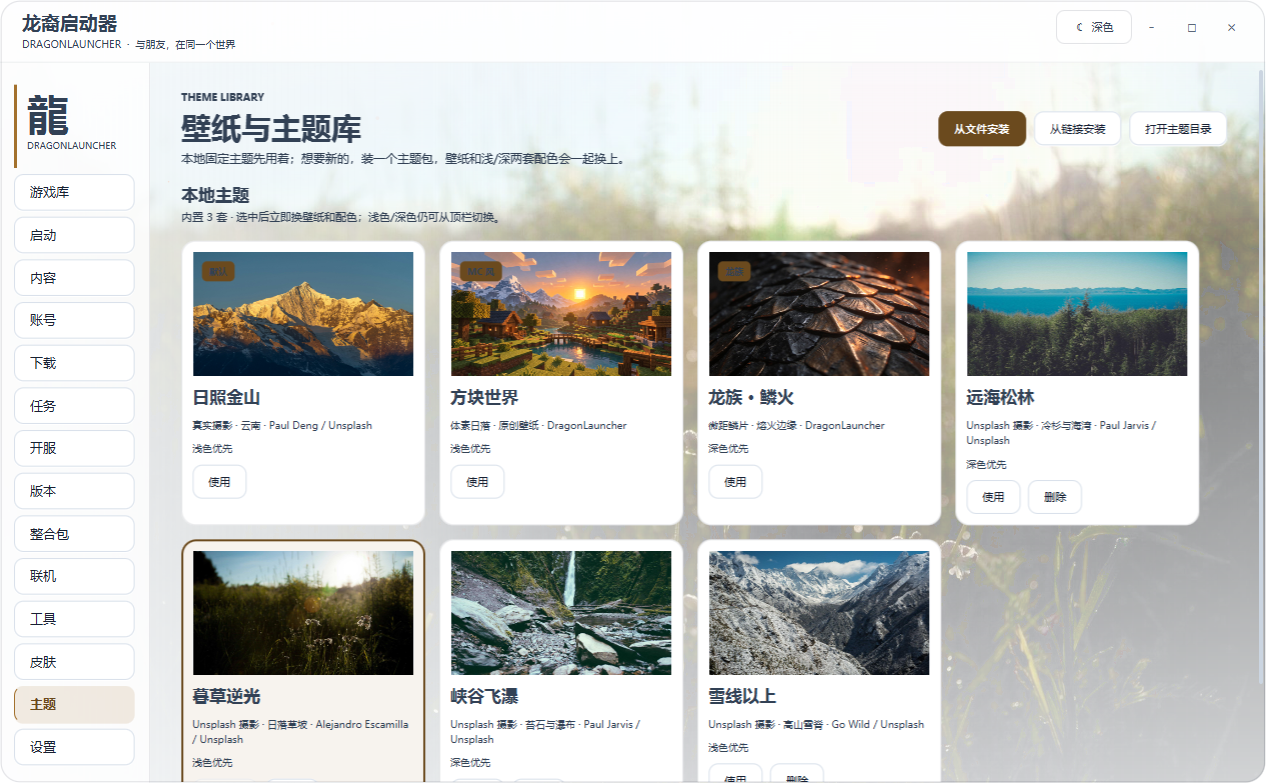 龙裔启动器
DRAGONLAUNCHER · 与朋友，在同一个世界
深色
龍
DRAGONLAUNCHER
游戏库
启动
内容
账号
下载
任务
开服
版本
整合包
联机
工具
皮肤
主题
设置
THEME LIBRARY
壁纸与主题库
本地固定主题先用着；想要新的，装一个主题包，壁纸和浅/深两套配色会一起换上。
从文件安装
从链接安装
打开主题目录
本地主题
内置 3 套 · 选中后立即换壁纸和配色；浅色/深色仍可从顶栏切换。
默认
日照金山
真实摄影 · 云南 · Paul Deng / Unsplash
浅色优先
使用
MC 风
方块世界
体素日落 · 原创壁纸 · DragonLauncher
浅色优先
使用
龙族 · 鳞火
微距鳞片 · 熔火边缘 · DragonLauncher
深色优先
使用
远海松林
Unsplash 摄影 · 冷杉与海湾 · Paul Jarvis /
Unsplash
深色优先
使用
删除
暮草逆光
Unsplash 摄影 · 日落草坡 · Alejandro Escamilla
/ Unsplash
浅色优先
峡谷飞瀑
Unsplash 摄影 · 苔石与瀑布 · Paul Jarvis /
Unsplash
深色优先
雪线以上
Unsplash 摄影 · 高山雪脊 · Go Wild / Unsplash
浅色优先
使用
删除